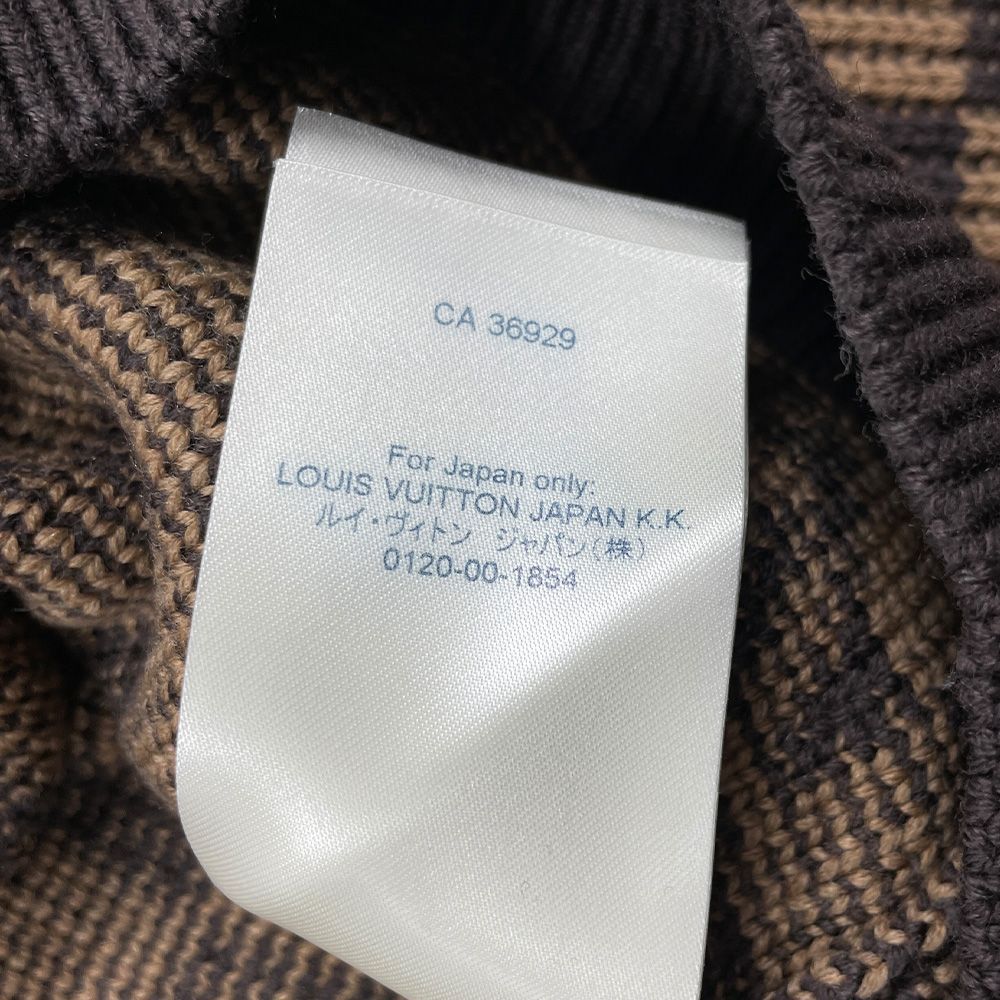 CA 36929
For Japan only:
LOUIS VUITTON JAPAN K.K.
ルイ・ヴィトン ジャパン(株)
0120-00-1854